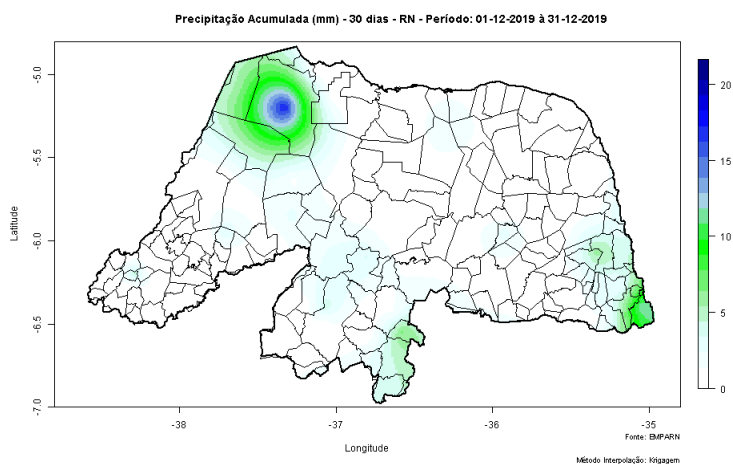 Precipitação Acumulada (mm) - 30 dias - RN - Período: 01-12-2019 à 31-12-2019
Latitude
-5.0
-5.5
-6.0
-6.5
-7.0
-38
-37
-36
-35
Longitude
20
15
10
5
0
Fonte: EMPARN
Método Interpolação: Krigagem